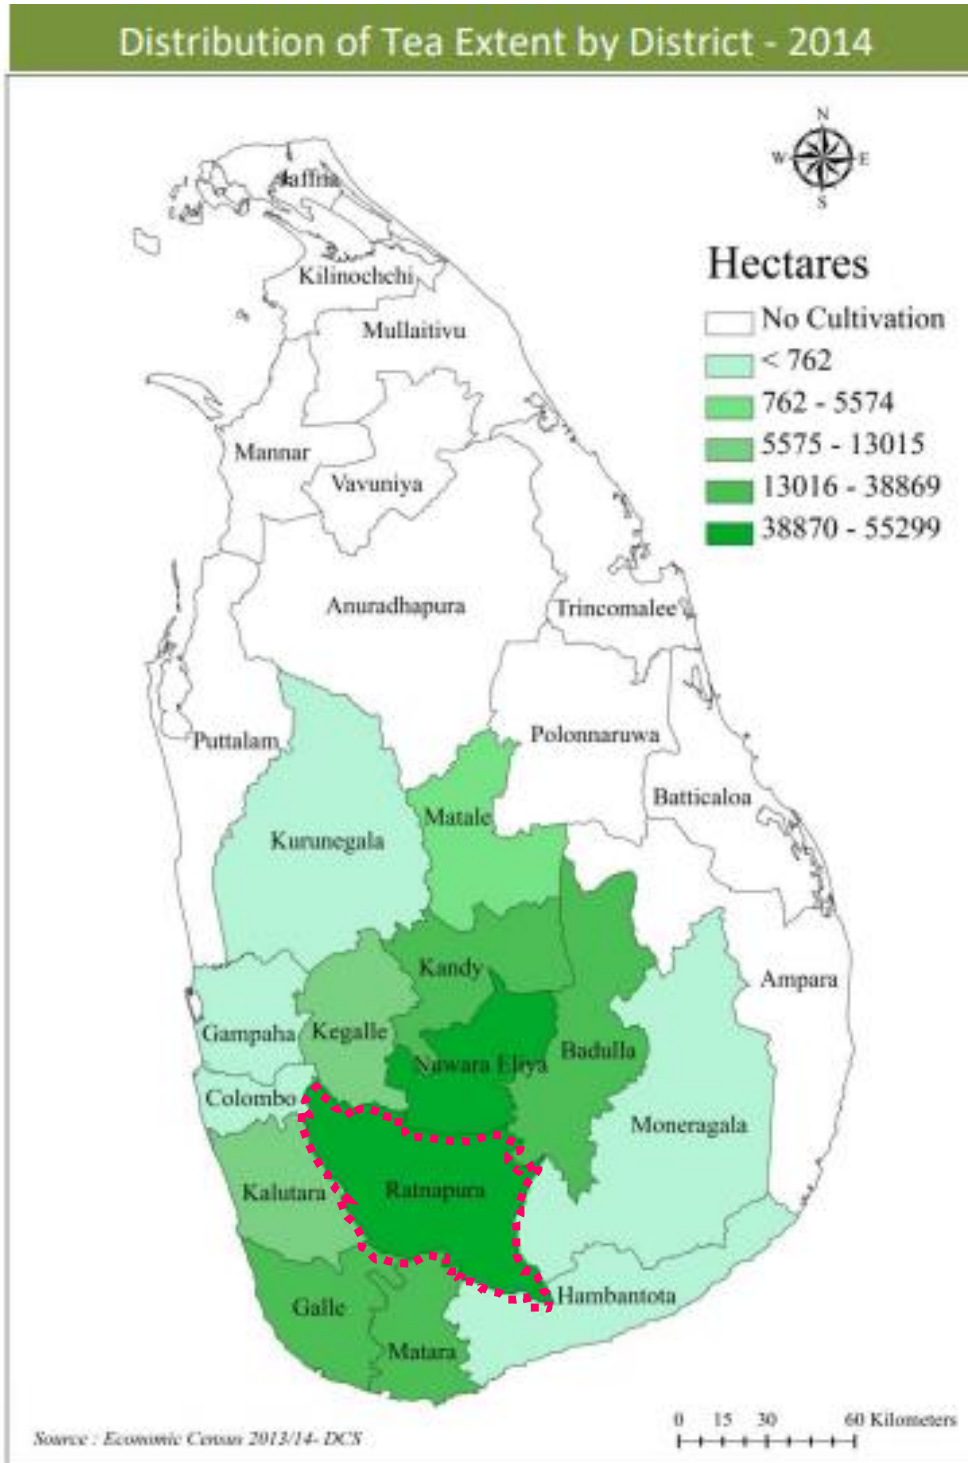 Distribution of Tea Extent by District - 2014
N
W E
S
Jaffna
Hectares
Kilinochchi
No Cultivation
Mullaitivu
< 762
762 - 5574
5575 - 13015
Mannar
Vavuniya
13016 - 38869
38870 - 55299
Anuradhapura
Trincomalee
Puttalam
Polonnaruwa
Batticaloa
Matale
Kurunegala
Kandy
Ampara
Gampaha
Kegalle
Nuwara Eliya
Badulla
Colombo
Moneragala
Kalutara
Ratnapura
Galle
Hambantota
Matara
0 15 30 60 Kilometers
Source : Economic Census 2013/14- DCS